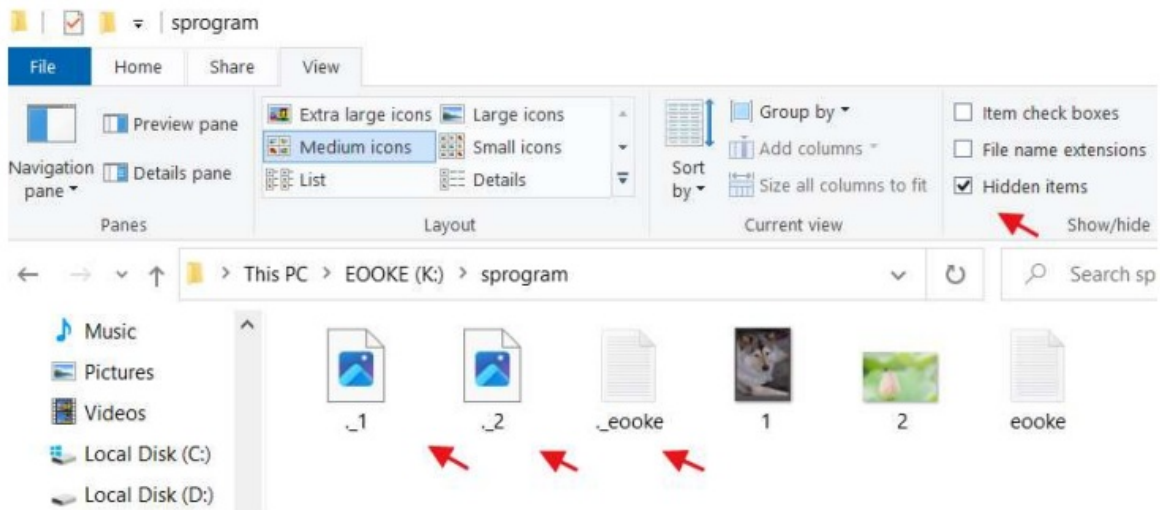 sprogram
File Home Share View
Preview pane
Details pane
Navigation pane
Panes
Extra large icons Large icons
Medium icons Small icons
List Details
Layout
Sort by
Group by
Add columns
Size all columns to fit
Current view
Item check boxes
File name extensions
Hidden items
Show/hide
This PC > EOOKE (K:) > sprogram
Search sp
Music
Pictures
Videos
Local Disk (C:)
Local Disk (D:)
._1 ._2 ._eooke 1 2 eooke